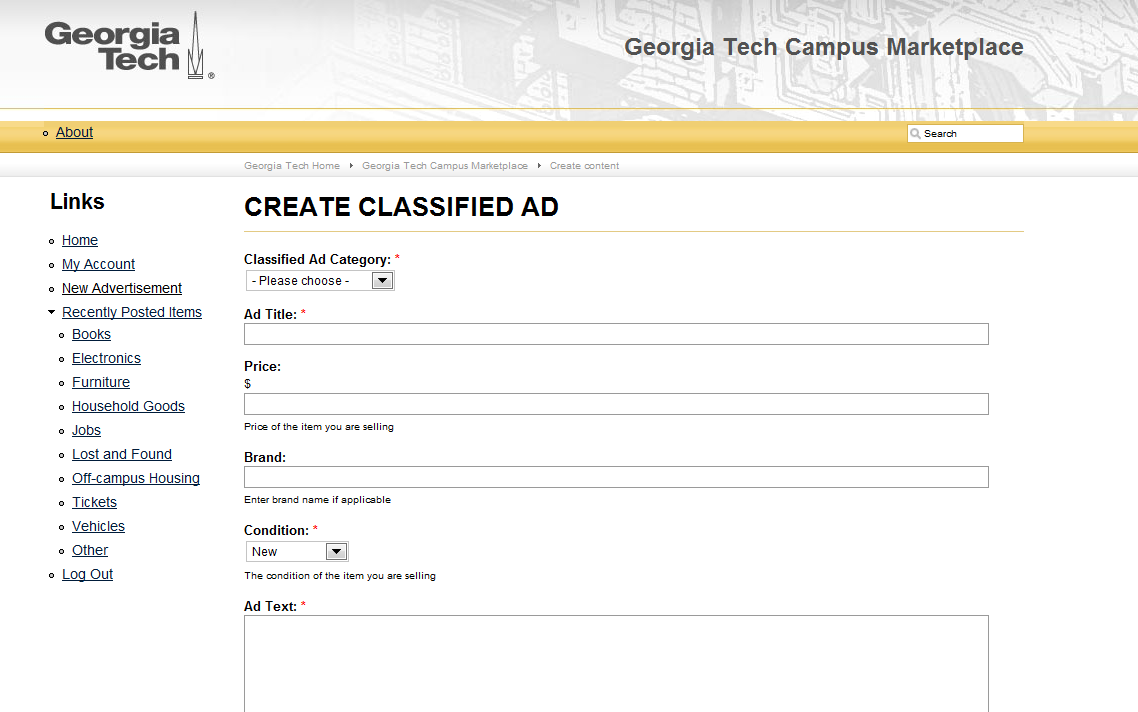 Georgia
Tech ®
Georgia Tech Campus Marketplace
About
Search
Georgia Tech Home
Georgia Tech Campus Marketplace
Create content
Links
Home
My Account
New Advertisement
Recently Posted Items
Books
Electronics
Furniture
Household Goods
Jobs
Lost and Found
Off-campus Housing
Tickets
Vehicles
Other
Log Out
CREATE CLASSIFIED AD
Classified Ad Category: *
- Please choose -
Ad Title: *
Price:
$
Price of the item you are selling
Brand:
Enter brand name if applicable
Condition: *
New
The condition of the item you are selling
Ad Text: *